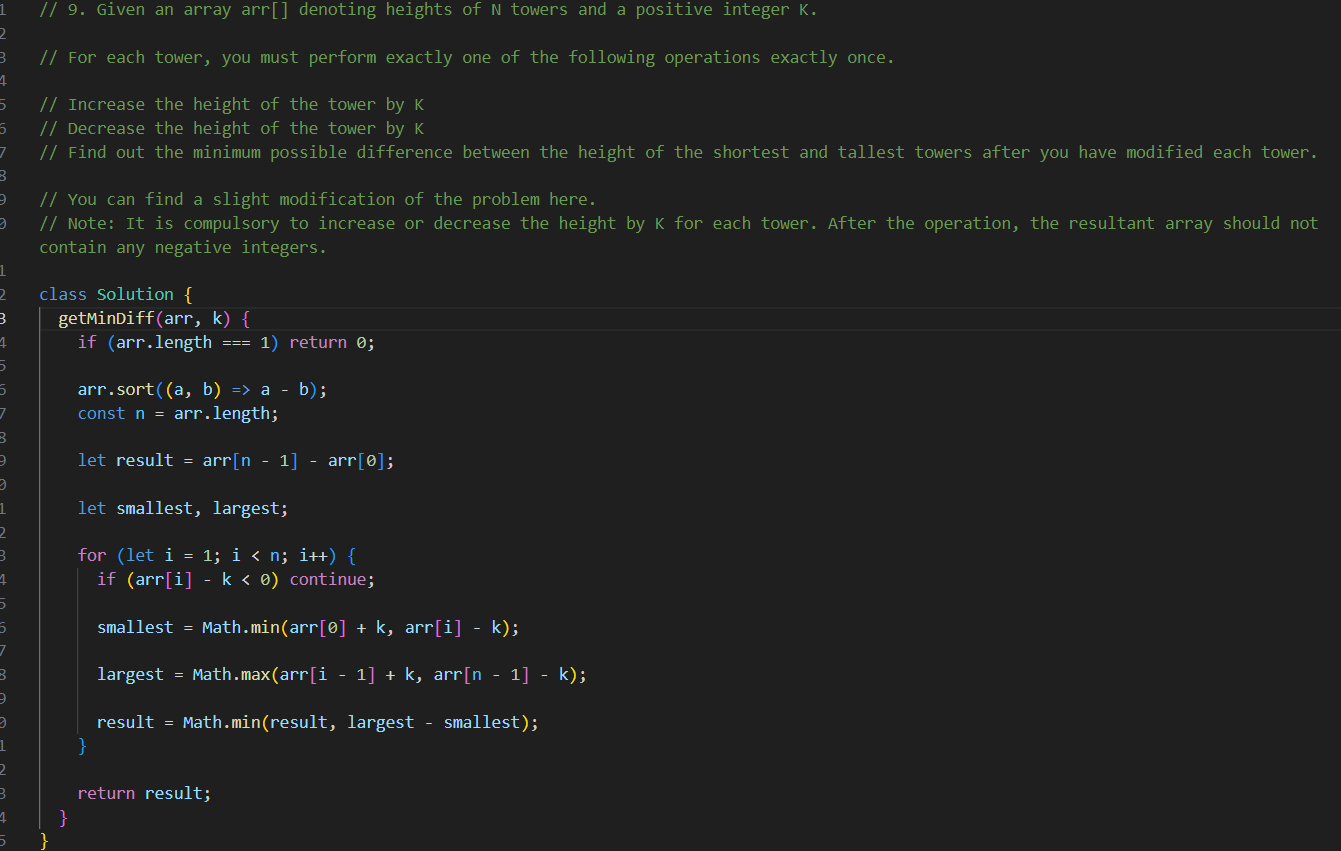 1 // 9. Given an array arr[] denoting heights of N towers and a positive integer K.
2
3 // For each tower, you must perform exactly one of the following operations exactly once.
4
5 // Increase the height of the tower by K
6 // Decrease the height of the tower by K
7 // Find out the minimum possible difference between the height of the shortest and tallest towers after you have modified each tower.
8
9 // You can find a slight modification of the problem here.
0 // Note: It is compulsory to increase or decrease the height by K for each tower. After the operation, the resultant array should not
contain any negative integers.
1
2 class Solution {
3   getMinDiff(arr, k) {
4     if (arr.length === 1) return 0;
5
6     arr.sort((a, b) => a - b);
7     const n = arr.length;
8
9     let result = arr[n - 1] - arr[0];
0
1     let smallest, largest;
2
3     for (let i = 1; i < n; i++) {
4       if (arr[i] - k < 0) continue;
5
6       smallest = Math.min(arr[0] + k, arr[i] - k);
7
8       largest = Math.max(arr[i - 1] + k, arr[n - 1] - k);
9
0       result = Math.min(result, largest - smallest);
1     }
2
3     return result;
4   }
5 }